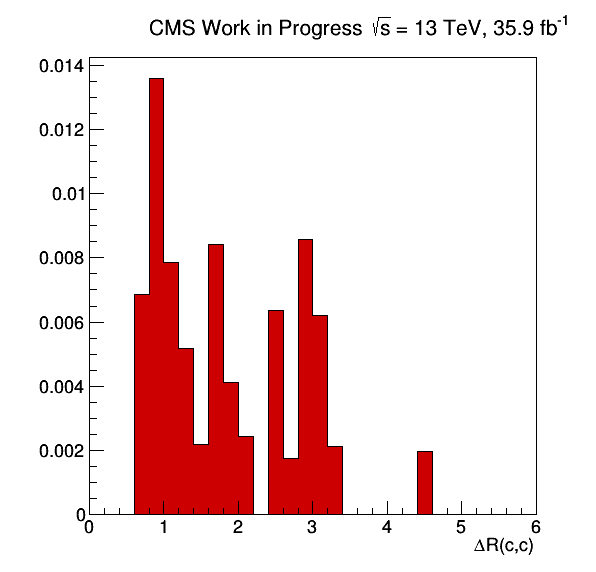 CMS Work in Progress √s = 13 TeV, 35.9 fb⁻¹
0.014
0.012
0.01
0.008
0.006
0.004
0.002
0
0 1 2 3 4 5 6
ΔR(c,c)